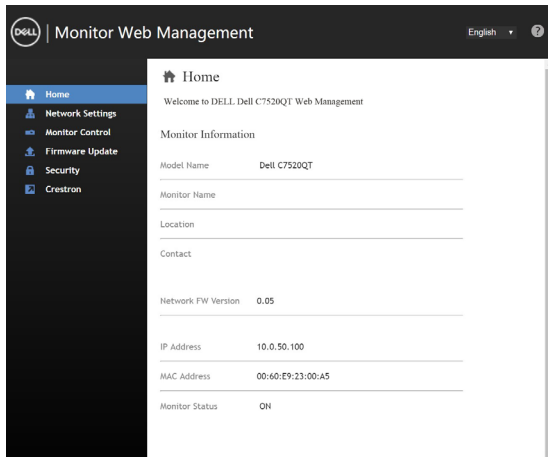 DELL | Monitor Web Management
English
?
Home
Network Settings
Monitor Control
Firmware Update
Security
Crestron
Home
Welcome to DELL Dell C7520QT Web Management
Monitor Information
Model Name Dell C7520QT
Monitor Name
Location
Contact
Network FW Version 0.05
IP Address 10.0.50.100
MAC Address 00:60:E9:23:00:A5
Monitor Status ON